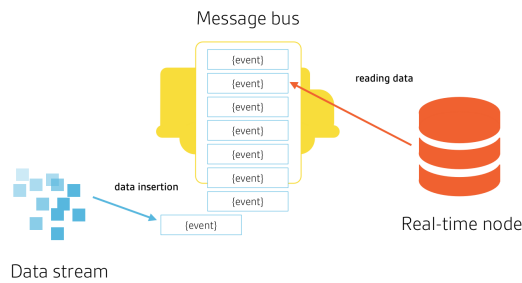 Message bus
{event}
{event}
reading data
{event}
{event}
{event}
{event}
data insertion
{event}
{event}
Real-time node
Data stream